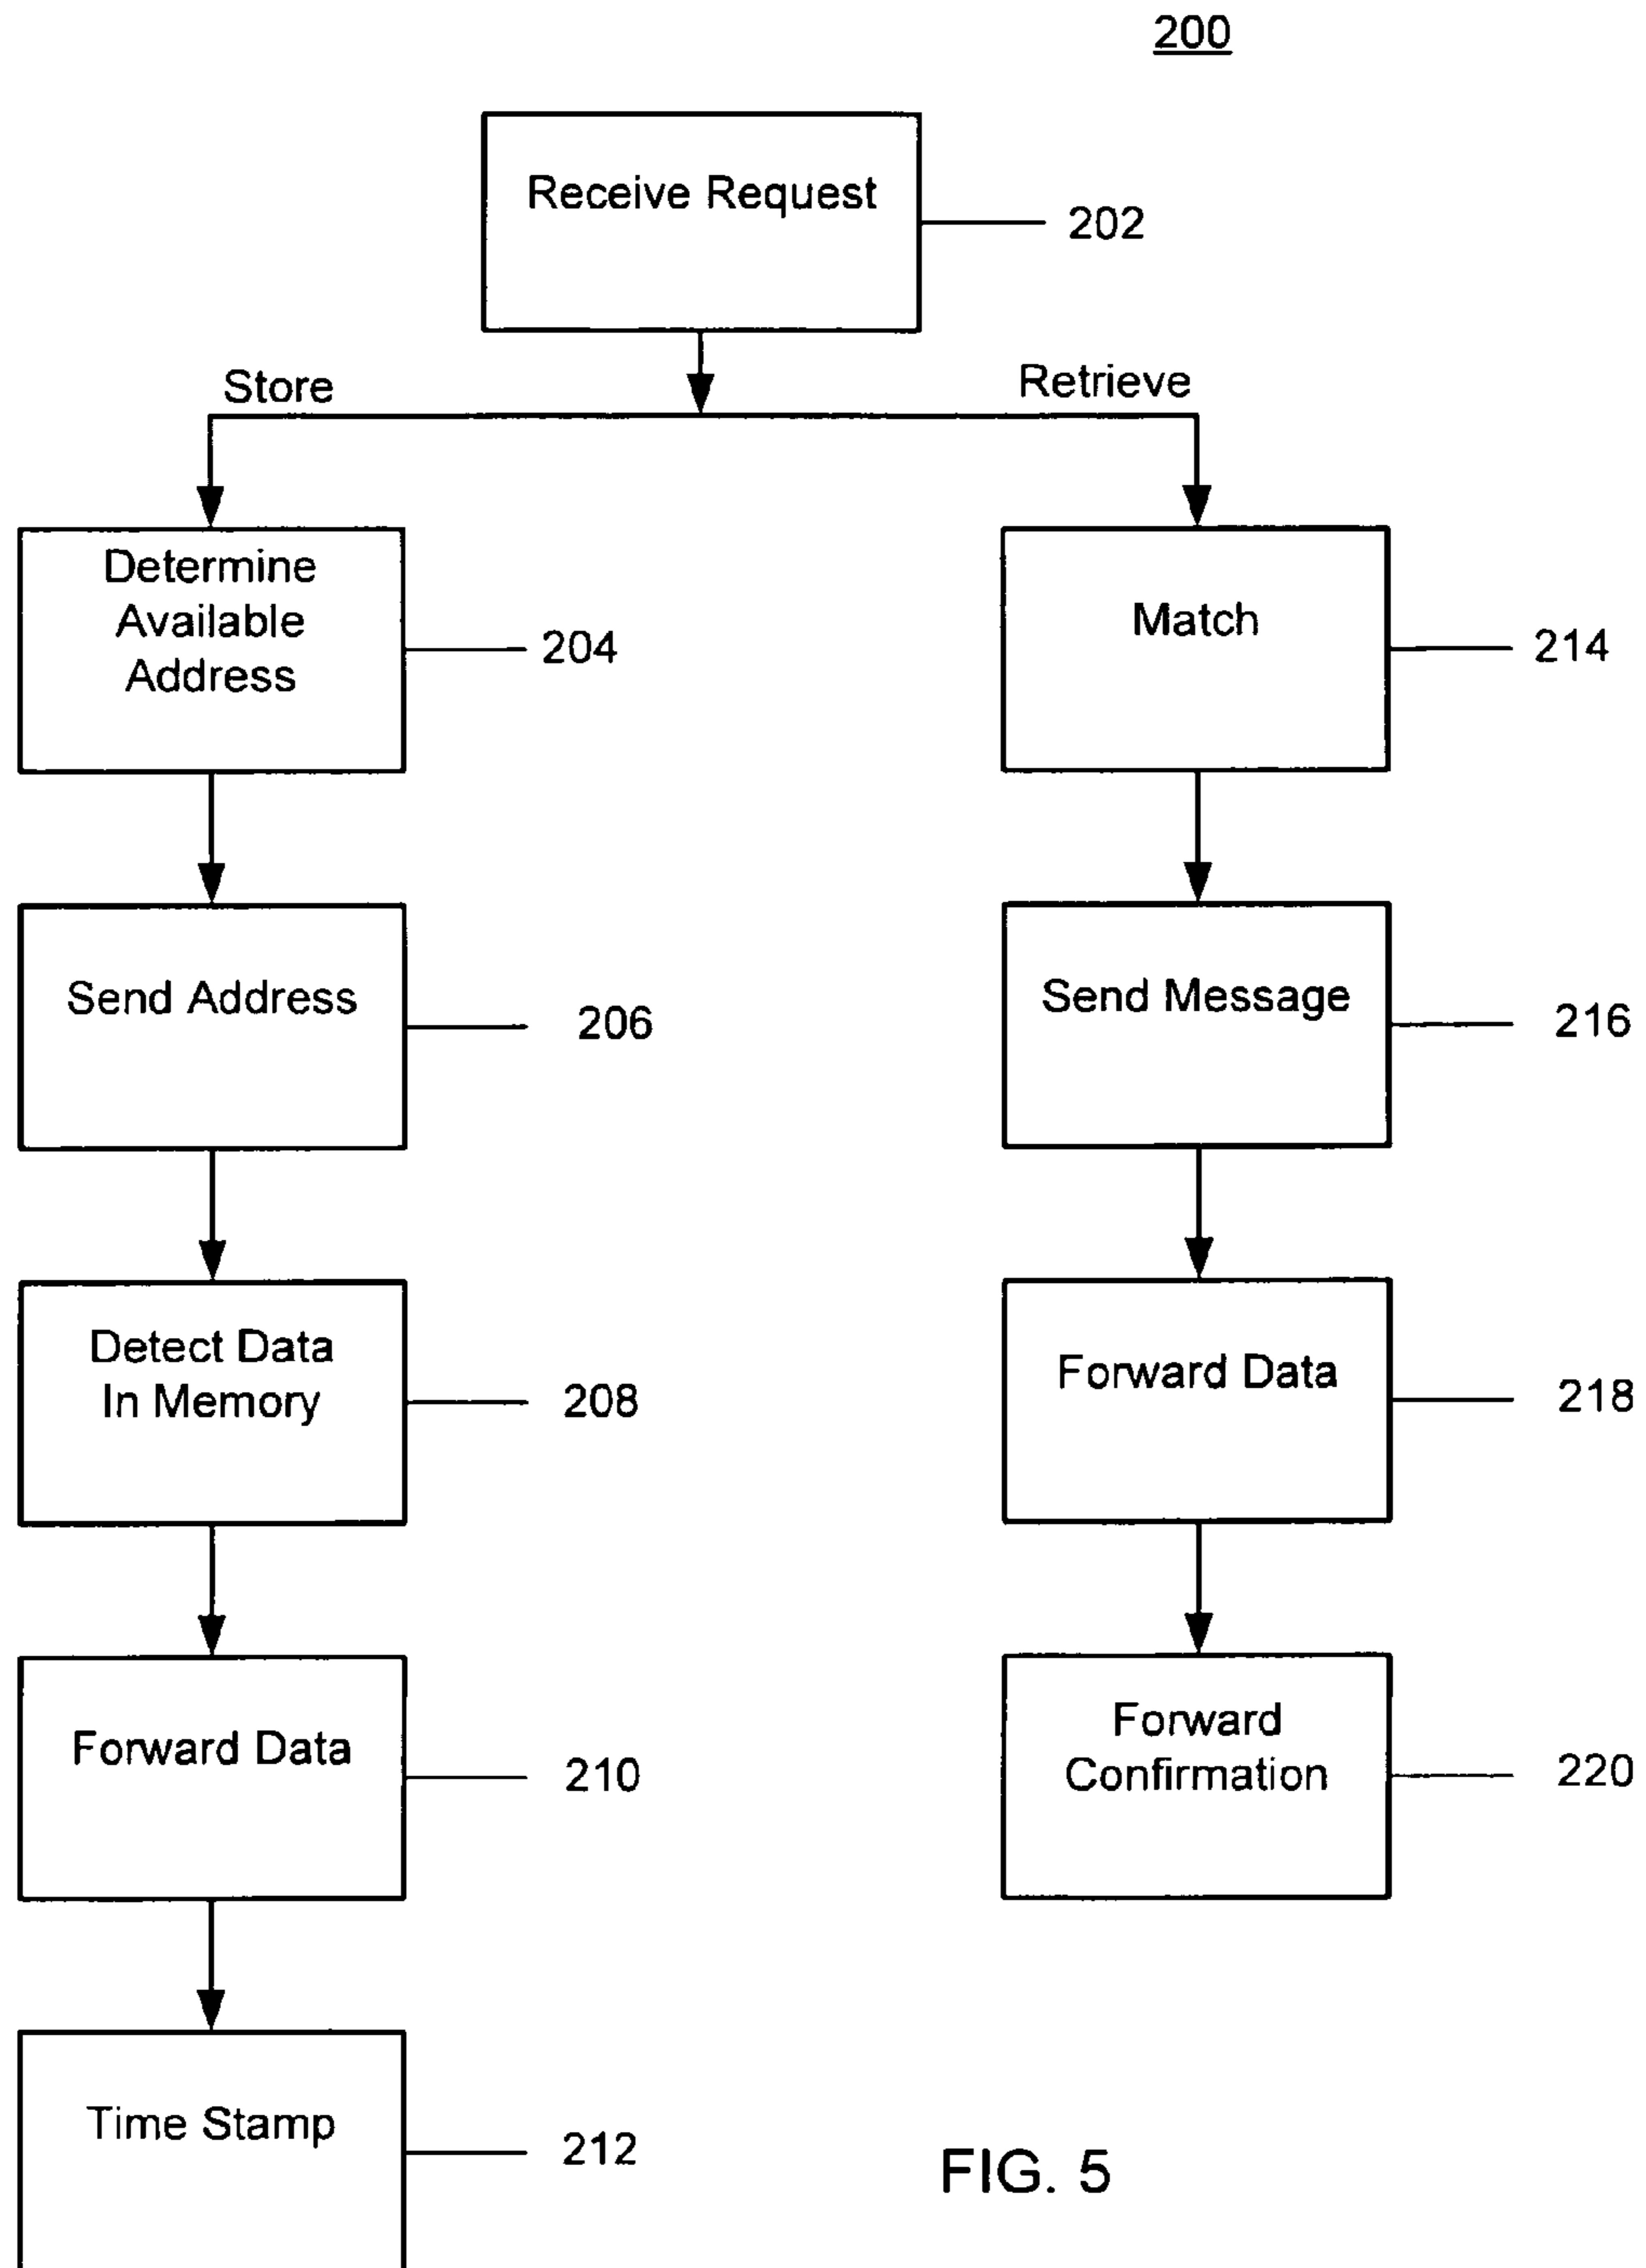 200
Receive Request
202
Store
Retrieve
Determine
Available
Address
204
Match
214
Send Address
206
Send Message
216
Detect Data
In Memory
208
Forward Data
218
Forward Data
210
Forward
Confirmation
220
Time Stamp
212
FIG. 5